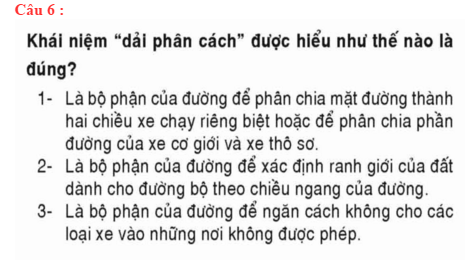 Câu 6 :
Khái niệm “dải phân cách” được hiểu như thế nào là
đúng?
1- Là bộ phận của đường để phân chia mặt đường thành
hai chiều xe chạy riêng biệt hoặc để phân chia phần
đường của xe cơ giới và xe thô sơ.
2- Là bộ phận của đường để xác định ranh giới của đất
dành cho đường bộ theo chiều ngang của đường.
3- Là bộ phận của đường để ngăn cách không cho các
loại xe vào những nơi không được phép.